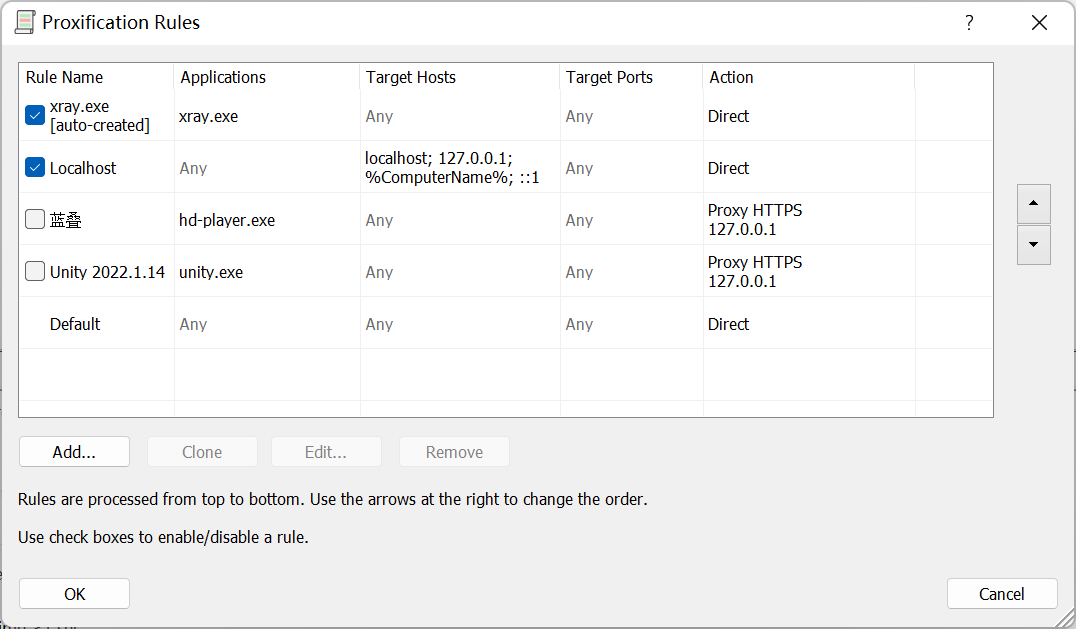 Proxification Rules
?
Rule Name Applications Target Hosts Target Ports Action
xray.exe
[auto-created] xray.exe Any Any Direct
Localhost Any localhost; 127.0.0.1;
%ComputerName%; ::1 Any Direct
蓝叠 hd-player.exe Any Any Proxy HTTPS
127.0.0.1
Unity 2022.1.14 unity.exe Any Any Proxy HTTPS
127.0.0.1
Default Any Any Any Direct
Add... Clone Edit... Remove
Rules are processed from top to bottom. Use the arrows at the right to change the order.
Use check boxes to enable/disable a rule.
OK Cancel